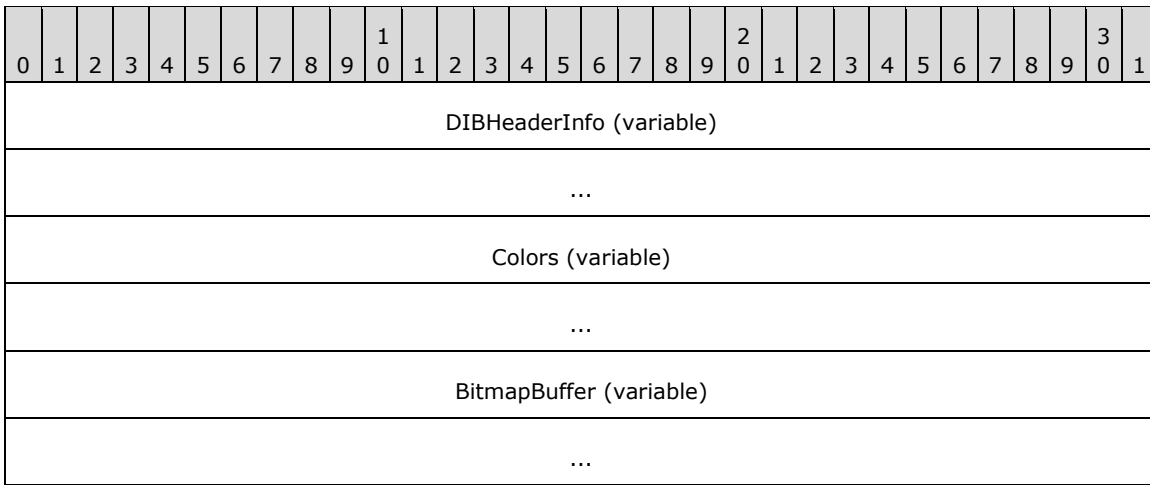 1 2 3
0 1 2 3 4 5 6 7 8 9 0 1 2 3 4 5 6 7 8 9 0 1 2 3 4 5 6 7 8 9 0 1
DIBHeaderInfo (variable)
...
Colors (variable)
...
BitmapBuffer (variable)
...